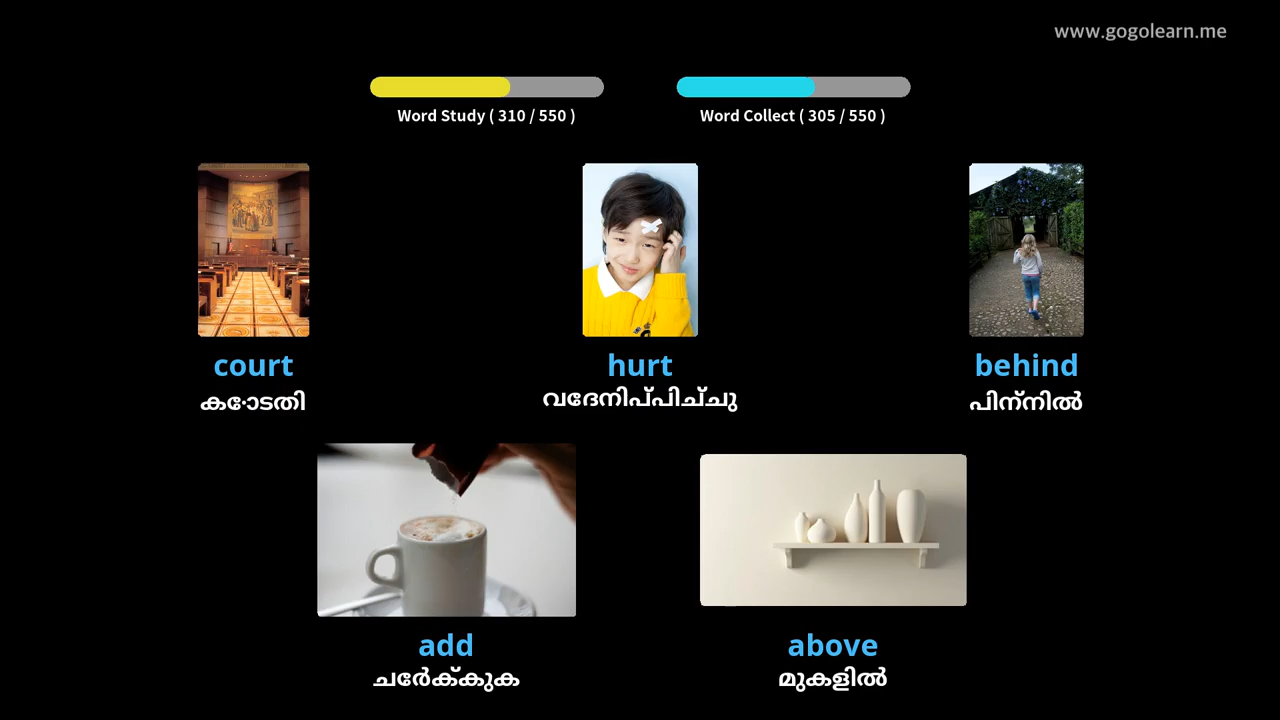 www.gogolearn.me
Word Study ( 310 / 550 )
Word Collect ( 305 / 550 )
court
കോടതി
hurt
വേദനിപ്പിച്ചു
behind
പിന്നിൽ
add
ചേർക്കുക
above
മുകളിൽ